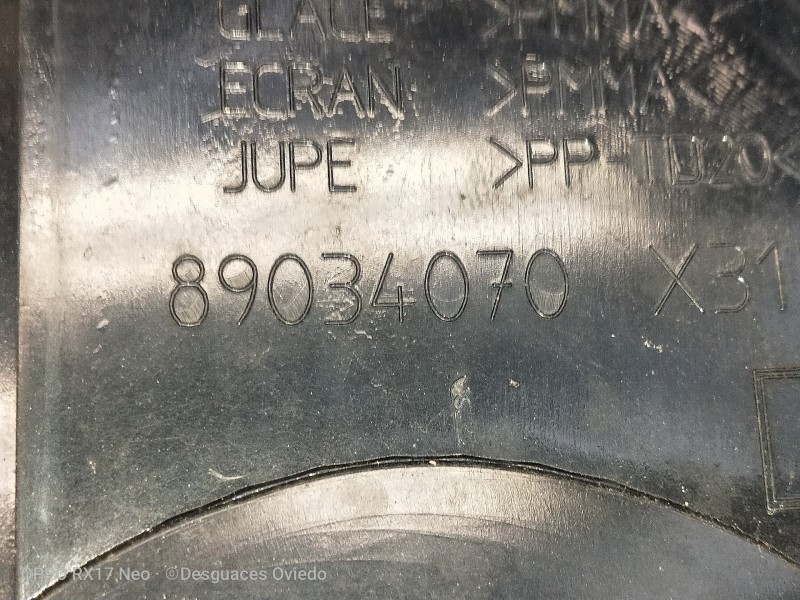 GLACE >PMMA<
ECRAN >PMMA<
JUPE >PP-TD20<
89034070 X31
RX17 Neo · ©Desguaces Oviedo